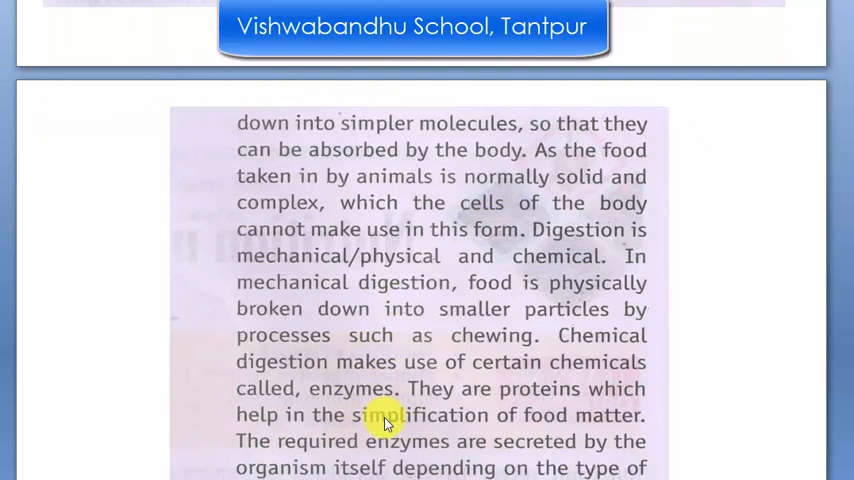 Vishwabandhu School, Tantpur
down into simpler molecules, so that they
can be absorbed by the body. As the food
taken in by animals is normally solid and
complex, which the cells of the body
cannot make use in this form. Digestion is
mechanical/physical and chemical. In
mechanical digestion, food is physically
broken down into smaller particles by
processes such as chewing. Chemical
digestion makes use of certain chemicals
called, enzymes. They are proteins which
help in the simplification of food matter.
The required enzymes are secreted by the
organism itself depending on the type of